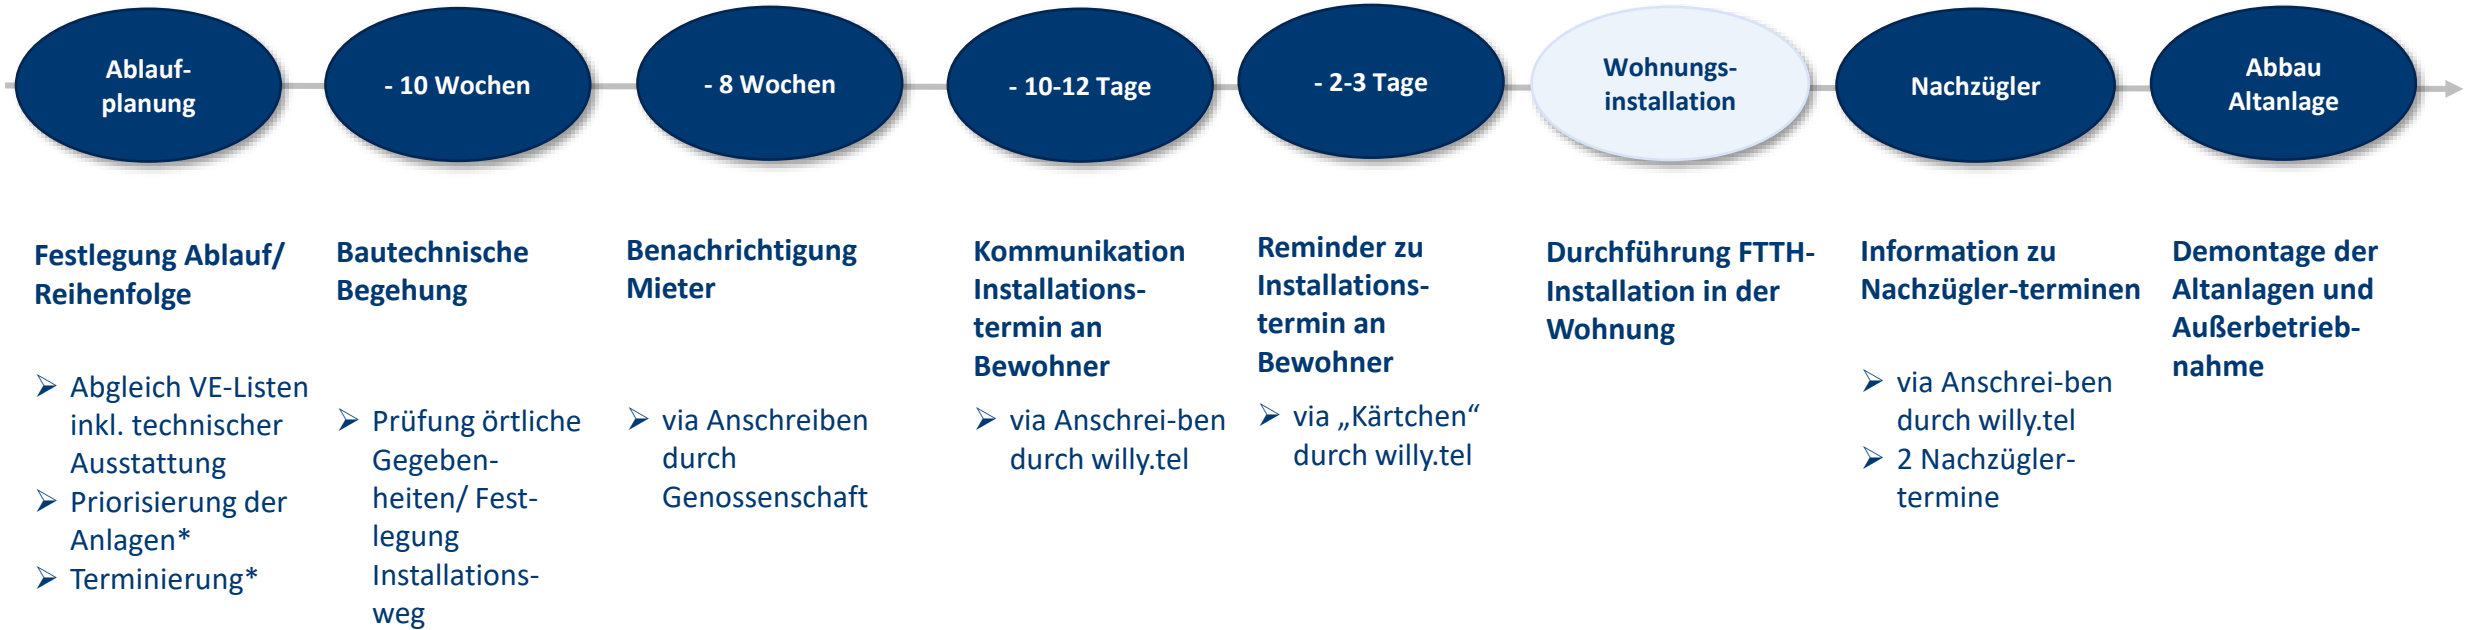 Ablauf-
planung
- 10 Wochen
- 8 Wochen
- 10-12 Tage
- 2-3 Tage
Wohnungs-
installation
Nachzügler
Abbau
Altanlage
Festlegung Ablauf/
Reihenfolge
➢ Abgleich VE-Listen
inkl. technischer
Ausstattung
➢ Priorisierung der
Anlagen*
➢ Terminierung*
Bautechnische
Begehung
➢ Prüfung örtliche
Gegeben-
heiten/ Fest-
legung
Installations-
weg
Benachrichtigung
Mieter
➢ via Anschreiben
durch
Genossenschaft
Kommunikation
Installations-
termin an
Bewohner
➢ via Anschrei-ben
durch willy.tel
Reminder zu
Installations-
termin an
Bewohner
➢ via „Kärtchen“
durch willy.tel
Durchführung FTTH-
Installation in der
Wohnung
Information zu
Nachzügler-terminen
➢ via Anschrei-ben
durch willy.tel
➢ 2 Nachzügler-
termine
Demontage der
Altanlagen und
Außerbetrieb-
nahme